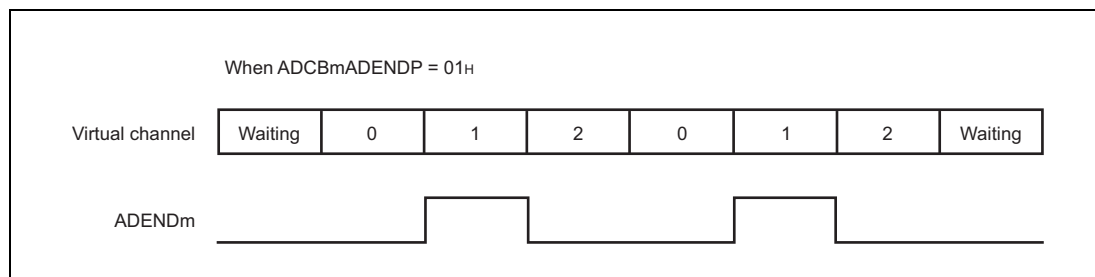 When ADCBmADENDP = 01H
Virtual channel Waiting 0 1 2 0 1 2 Waiting
ADENDm